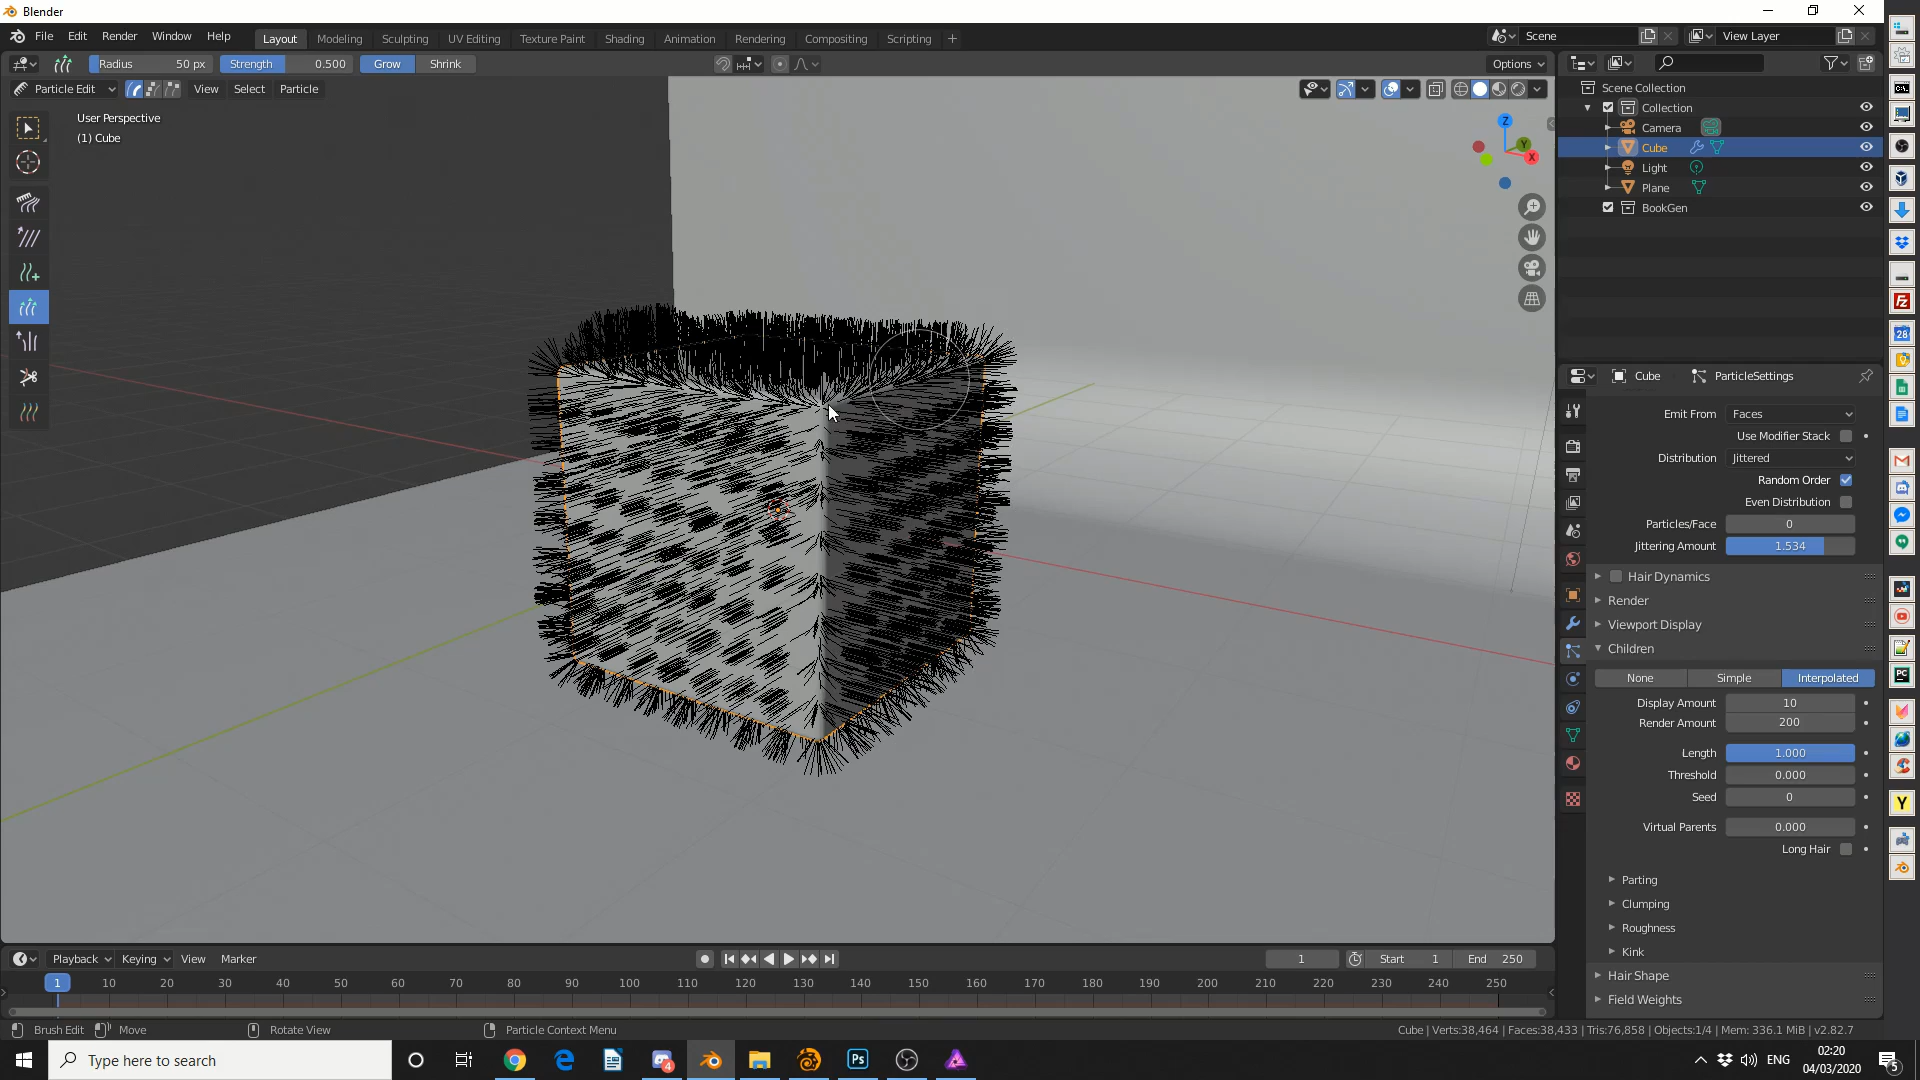 Blender
File Edit Render Window Help
Layout Modeling Sculpting UV Editing Texture Paint Shading Animation Rendering Compositing Scripting +
Scene
View Layer
Radius 50 px Strength 0.500 Grow Shrink
Options
Particle Edit View Select Particle
User Perspective
(1) Cube
Z
Y
X
Scene Collection
Collection
Camera
Cube
Light
Plane
BookGen
Cube ParticleSettings
Emit From Faces
Use Modifier Stack
Distribution Jittered
Random Order
Even Distribution
Particles/Face 0
Jittering Amount 1.534
Hair Dynamics
Render
Viewport Display
Children
None Simple Interpolated
Display Amount 10
Render Amount 200
Length 1.000
Threshold 0.000
Seed 0
Virtual Parents 0.000
Long Hair
Parting
Clumping
Roughness
Kink
Hair Shape
Field Weights
Playback Keying View Marker
1 Start 1 End 250
1 10 20 30 40 50 60 70 80 90 100 110 120 130 140 150 160 170 180 190 200 210 220 230 240 250
Brush Edit Move Rotate View Particle Context Menu
Cube | Verts:38,464 | Faces:38,433 | Tris:76,858 | Objects:1/4 | Mem: 336.1 MiB | v2.82.7
Type here to search
4
Ps
ENG
02:20
04/03/2020
5
Fz
28
PC
Y